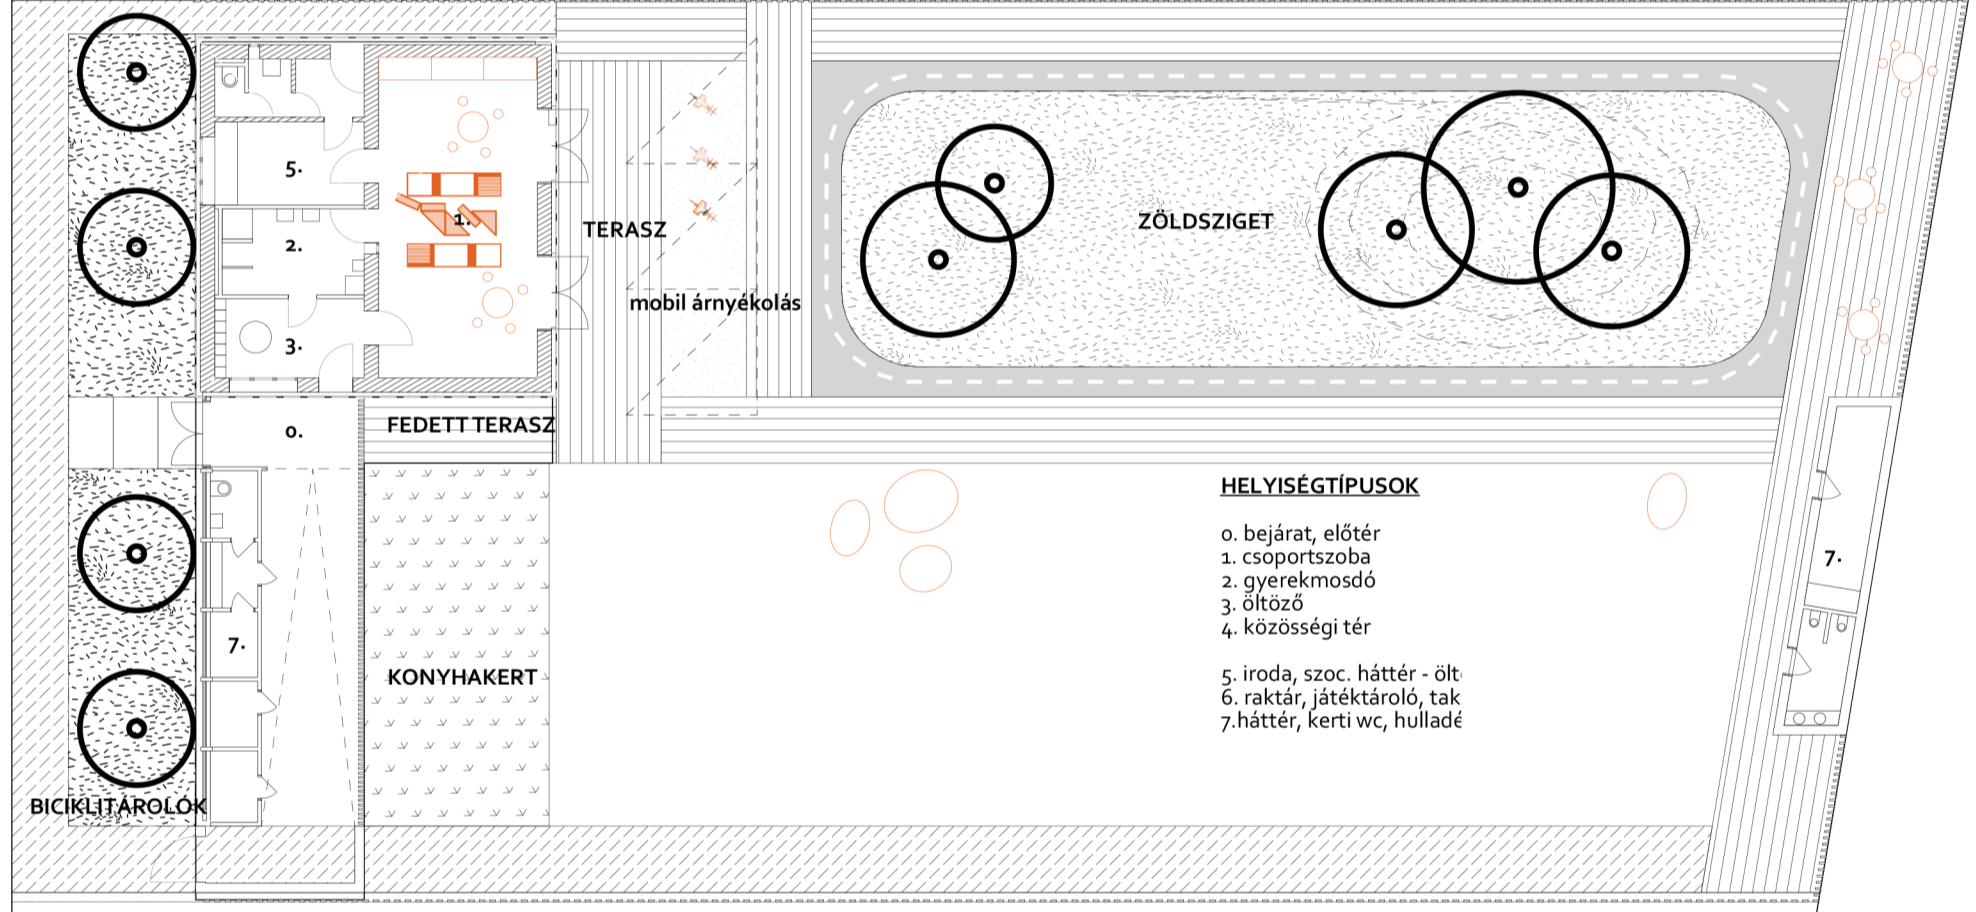 5.
1.
2.
3.
TERASZ
mobil árnyékolás
ZÖLDSZIGET
0.
FEDETT TERASZ
7.
KONYHAKERT
BICIKLITÁROLÓK
HELYISÉGTÍPUSOK
0. bejárat, előtér
1. csoportszoba
2. gyerekmosdó
3. öltöző
4. közösségi tér
5. iroda, szoc. háttér - ölt
6. raktár, játéktároló, tak
7.háttér, kerti wc, hulladé
7.